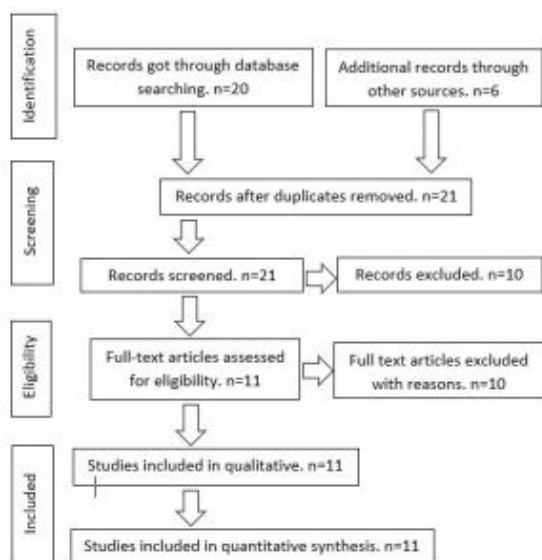 Identification
Records got through database
searching. n=20
Additional records through
other sources. n=6
Screening
Records after duplicates removed. n=21
Records screened. n=21
Records excluded. n=10
Eligibility
Full-text articles assessed
for eligibility. n=11
Full text articles excluded
with reasons. n=10
Included
Studies included in qualitative. n=11
Studies included in quantitative synthesis. n=11